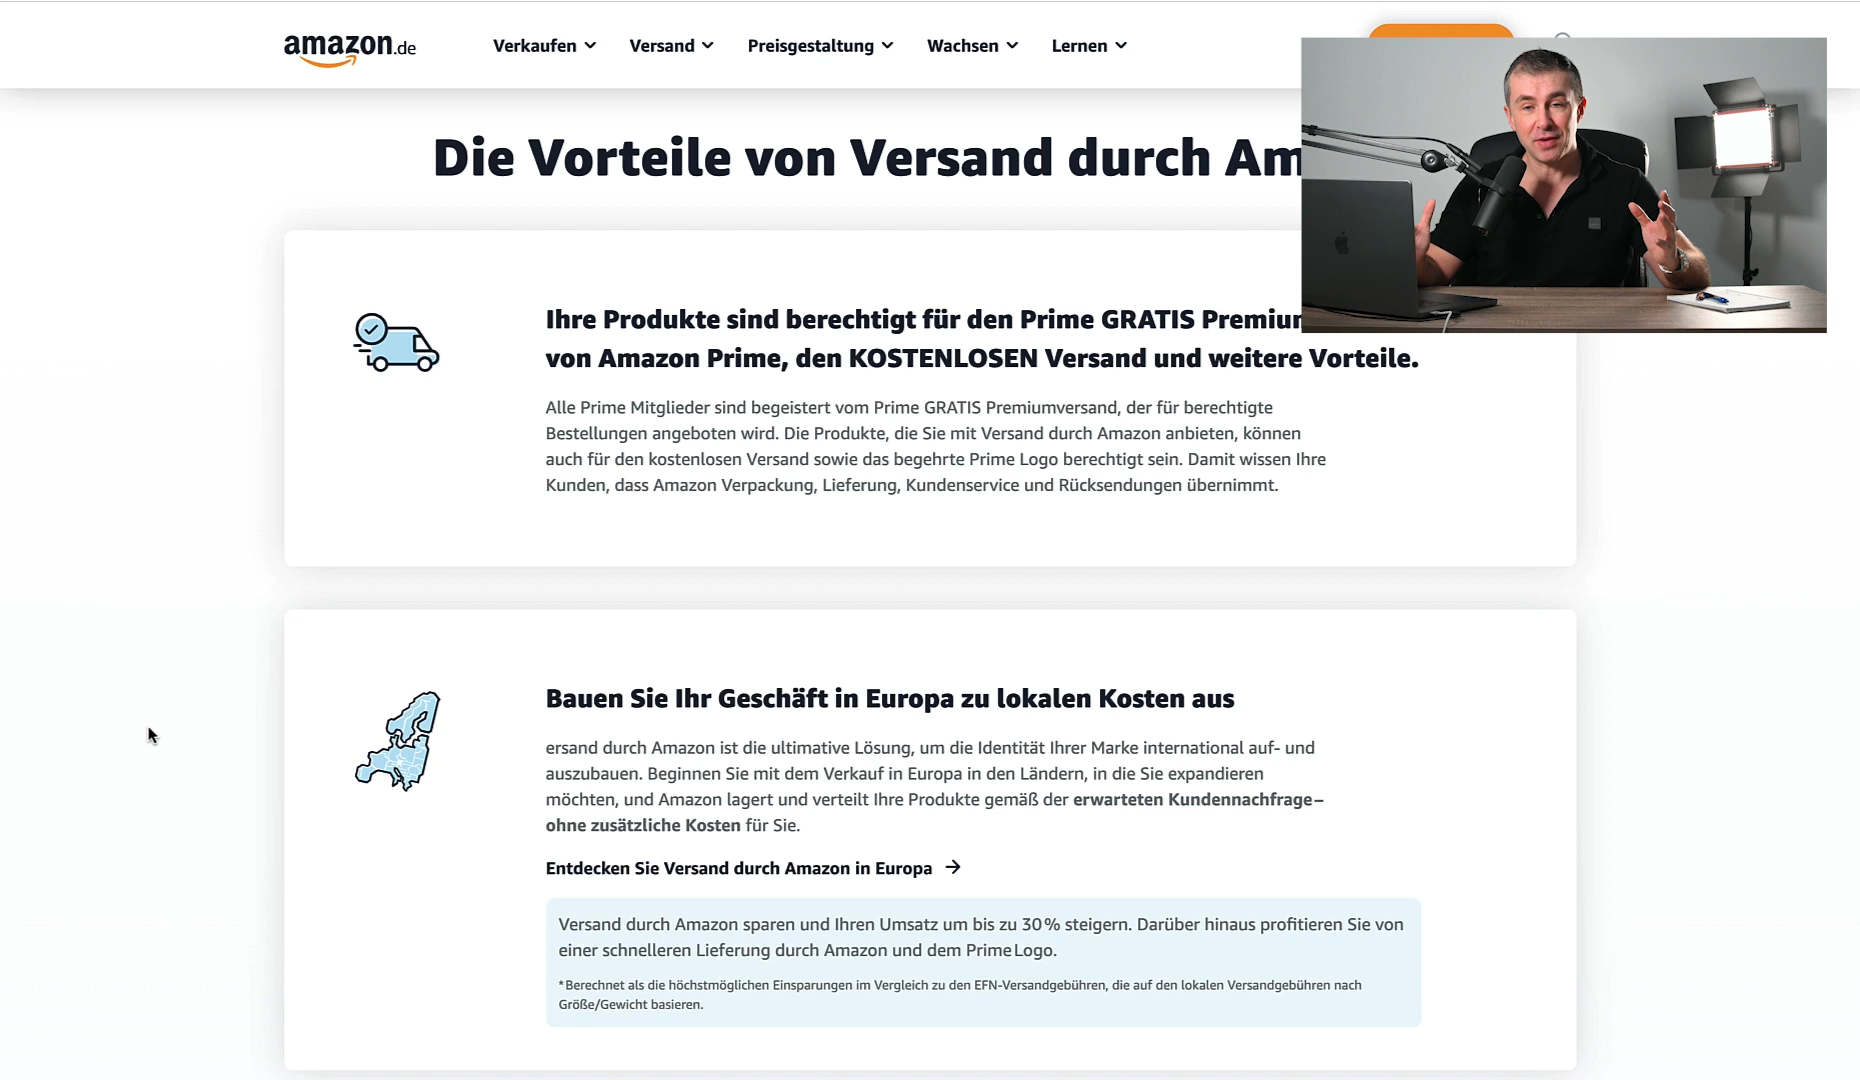 amazon.de
Verkaufen
Versand
Preisgestaltung
Wachsen
Lernen
Die Vorteile von Versand durch
Ihre Produkte sind berechtigt für den Prime GRATIS
von Amazon Prime, den KOSTENLOSEN Versand und weitere Vorteile.
Alle Prime Mitglieder sind begeistert vom Prime GRATIS Premiumversand, der für berechtigte
Bestellungen angeboten wird. Die Produkte, die Sie mit Versand durch Amazon anbieten, können
auch für den kostenlosen Versand sowie das begehrte Prime Logo berechtigt sein. Damit wissen Ihre
Kunden, dass Amazon Verpackung, Lieferung, Kundenservice und Rücksendungen übernimmt.
Bauen Sie Ihr Geschäft in Europa zu lokalen Kosten aus
ersand durch Amazon ist die ultimative Lösung, um die Identität Ihrer Marke international auf- und
auszubauen. Beginnen Sie mit dem Verkauf in Europa in den Ländern, in die Sie expandieren
möchten, und Amazon lagert und verteilt Ihre Produkte gemäß der erwarteten Kundennachfrage–
ohne zusätzliche Kosten für Sie.
Entdecken Sie Versand durch Amazon in Europa →
Versand durch Amazon sparen und Ihren Umsatz um bis zu 30 % steigern. Darüber hinaus profitieren Sie von
einer schnelleren Lieferung durch Amazon und dem Prime Logo.
*Berechnet als die höchstmöglichen Einsparungen im Vergleich zu den EFN-Versandgebühren, die auf den lokalen Versandgebühren nach
Größe/Gewicht basieren.